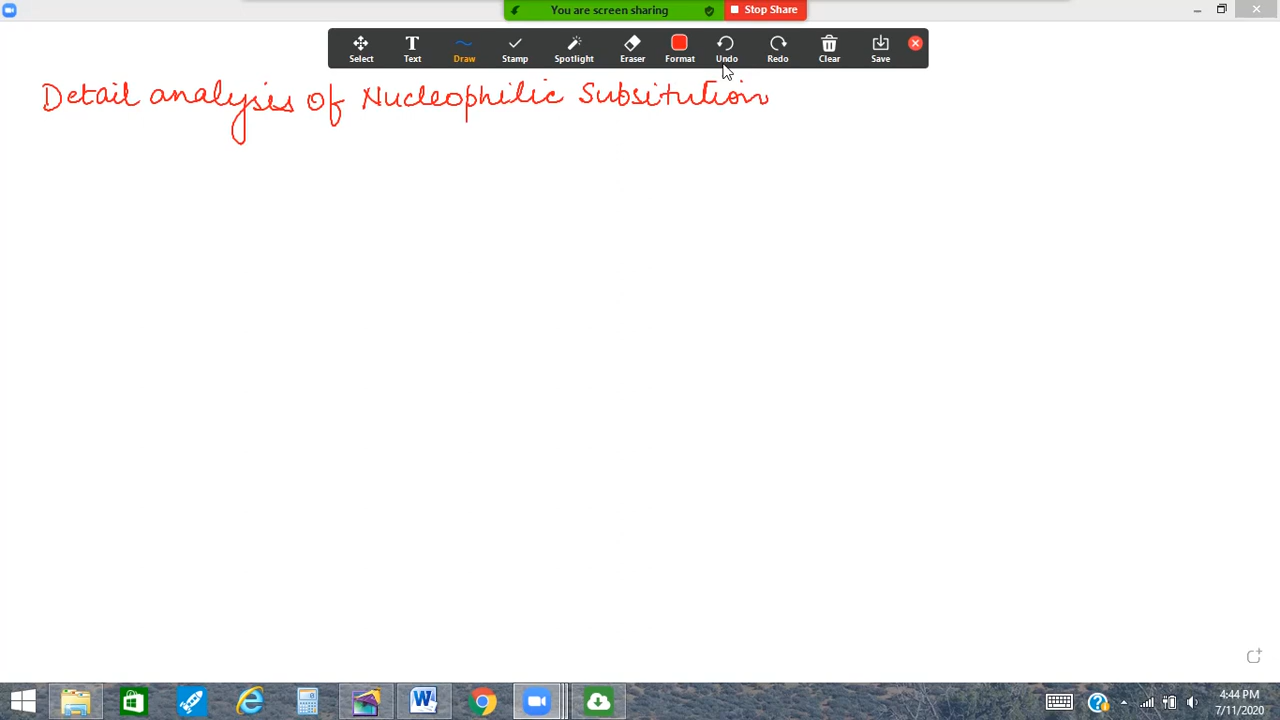 You are screen sharing Stop Share
Select Text Draw Stamp Spotlight Eraser Format Undo Redo Clear Save
Detail analysis of Nucleophilic Subsitution
4:44 PM
7/11/2020